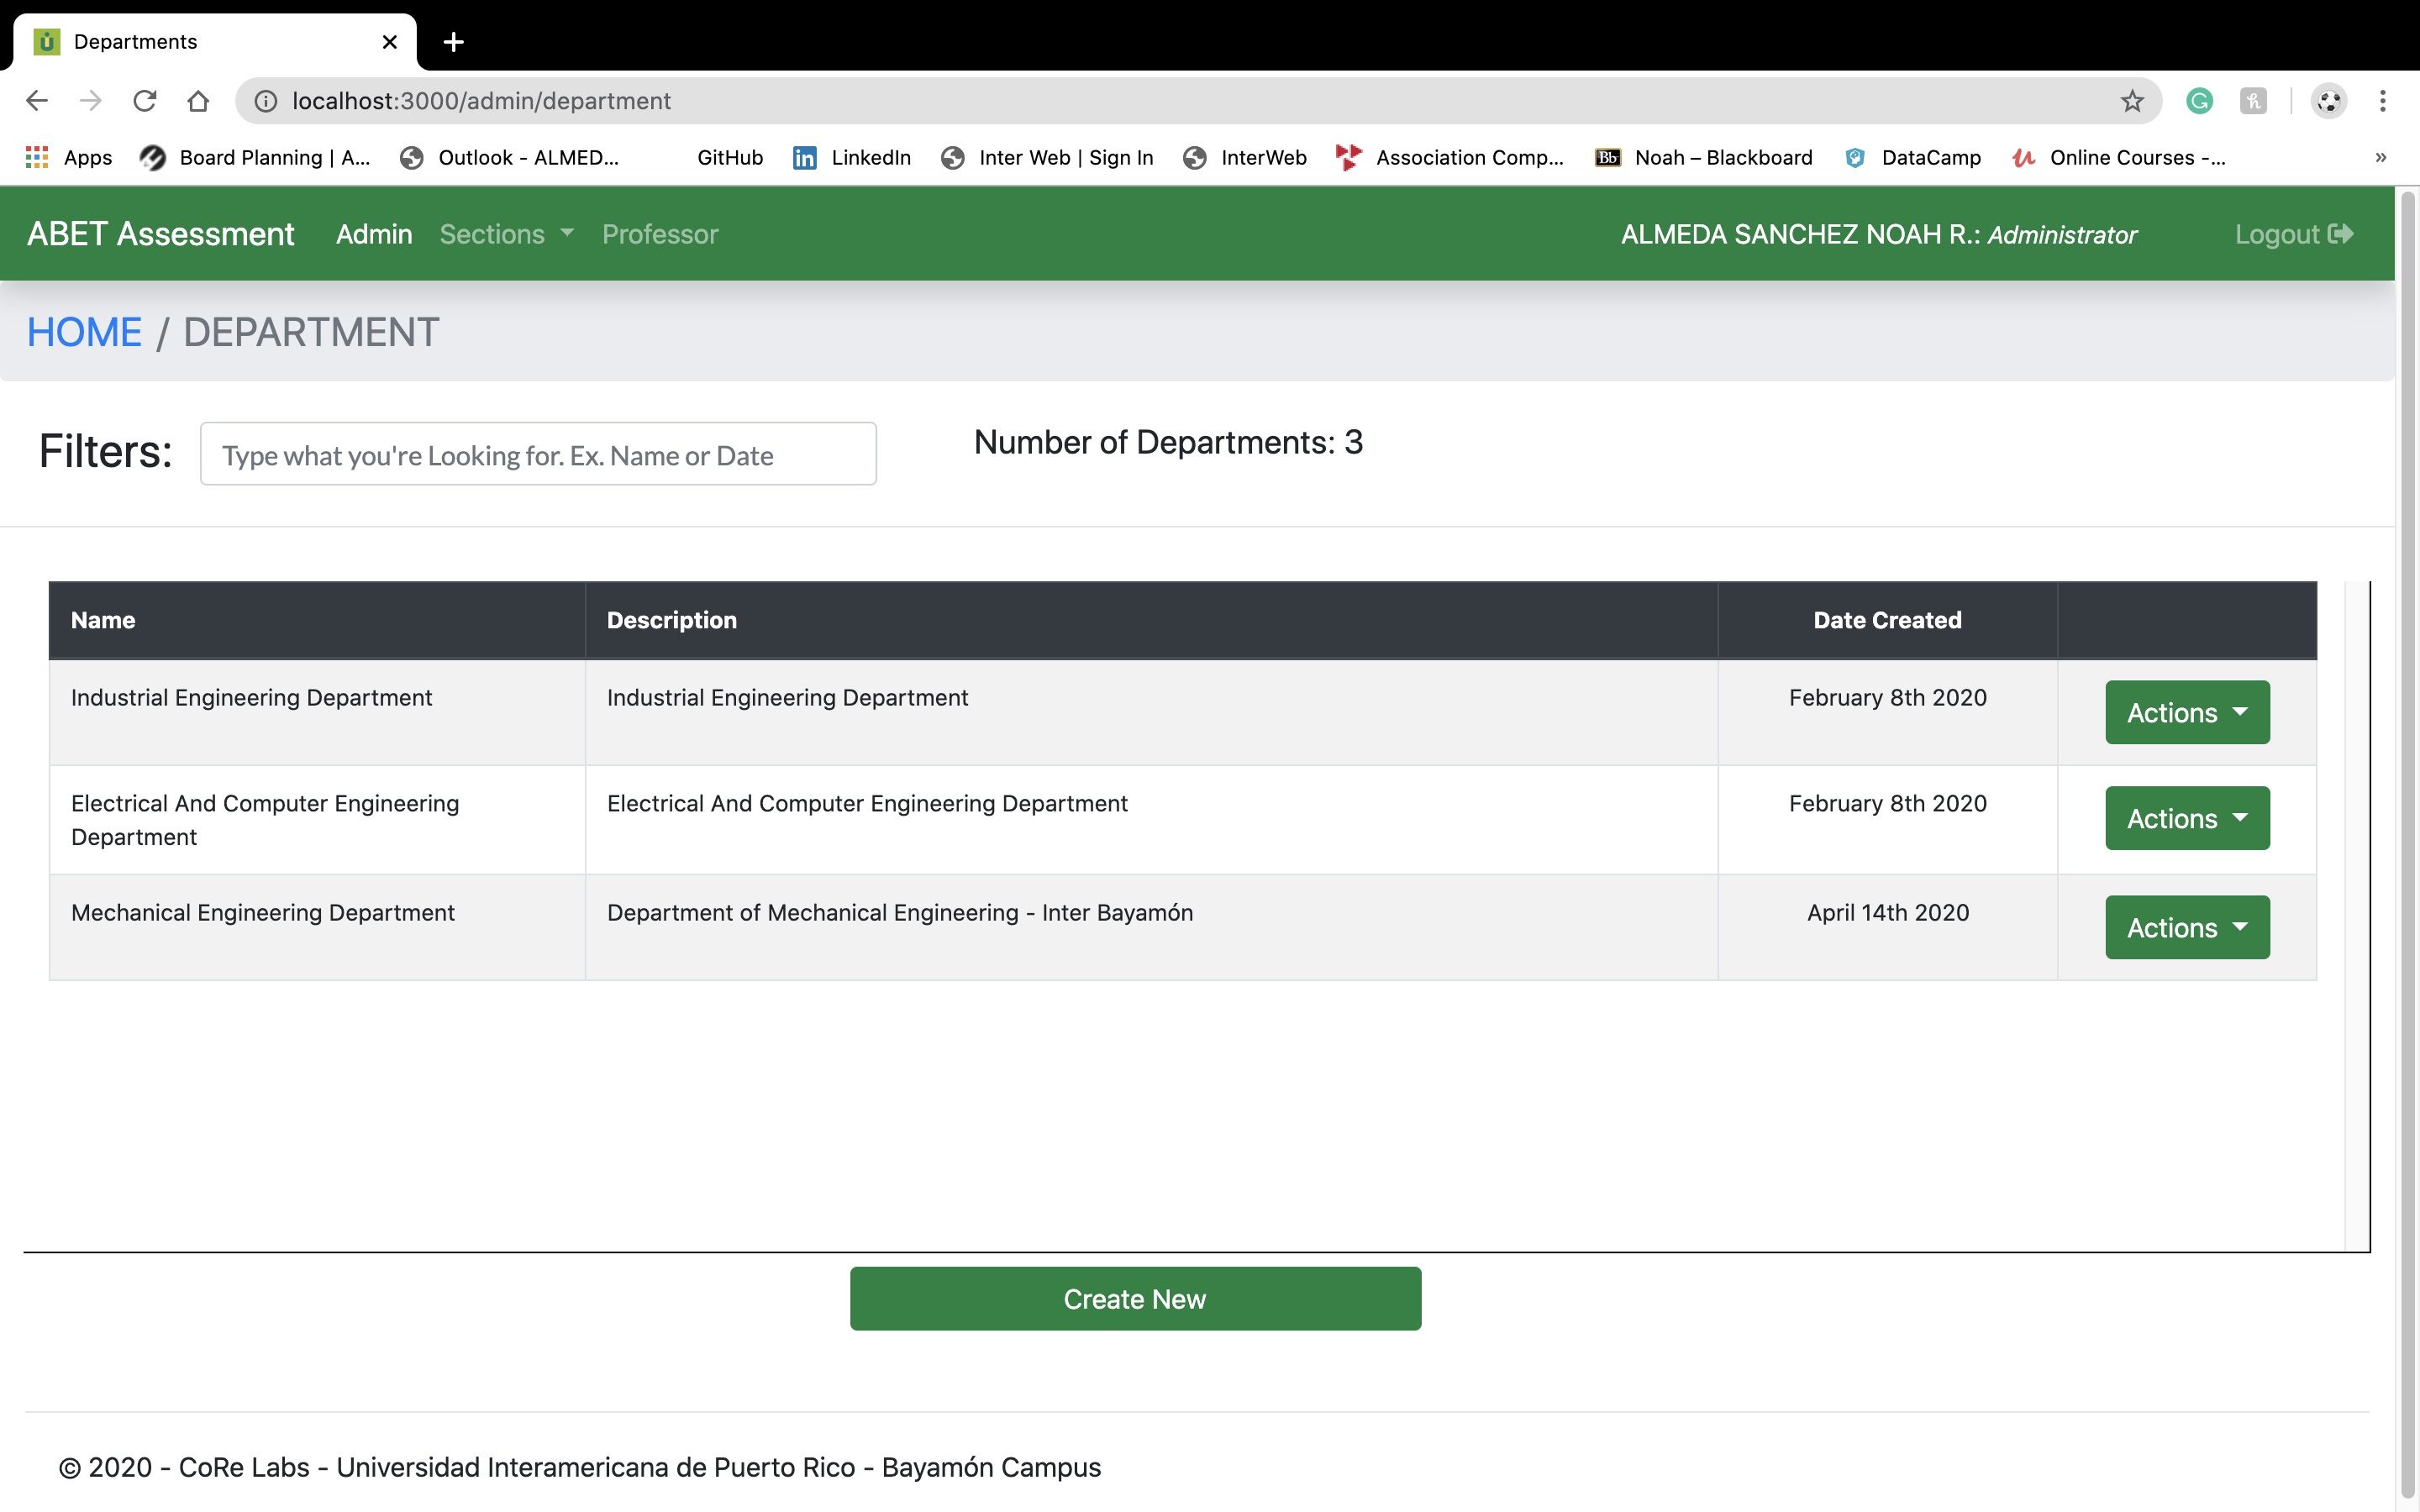 Departments
localhost:3000/admin/department
Apps Board Planning | A... Outlook - ALMED... GitHub LinkedIn Inter Web | Sign In InterWeb Association Comp... Bb Noah – Blackboard DataCamp Online Courses -... »
ABET Assessment Admin Sections Professor ALMEDA SANCHEZ NOAH R.: Administrator Logout
HOME / DEPARTMENT
Filters: Type what you're Looking for. Ex. Name or Date Number of Departments: 3
Name Description Date Created
Industrial Engineering Department Industrial Engineering Department February 8th 2020 Actions
Electrical And Computer Engineering Department Electrical And Computer Engineering Department February 8th 2020 Actions
Mechanical Engineering Department Department of Mechanical Engineering - Inter Bayamón April 14th 2020 Actions
Create New
© 2020 - CoRe Labs - Universidad Interamericana de Puerto Rico - Bayamón Campus